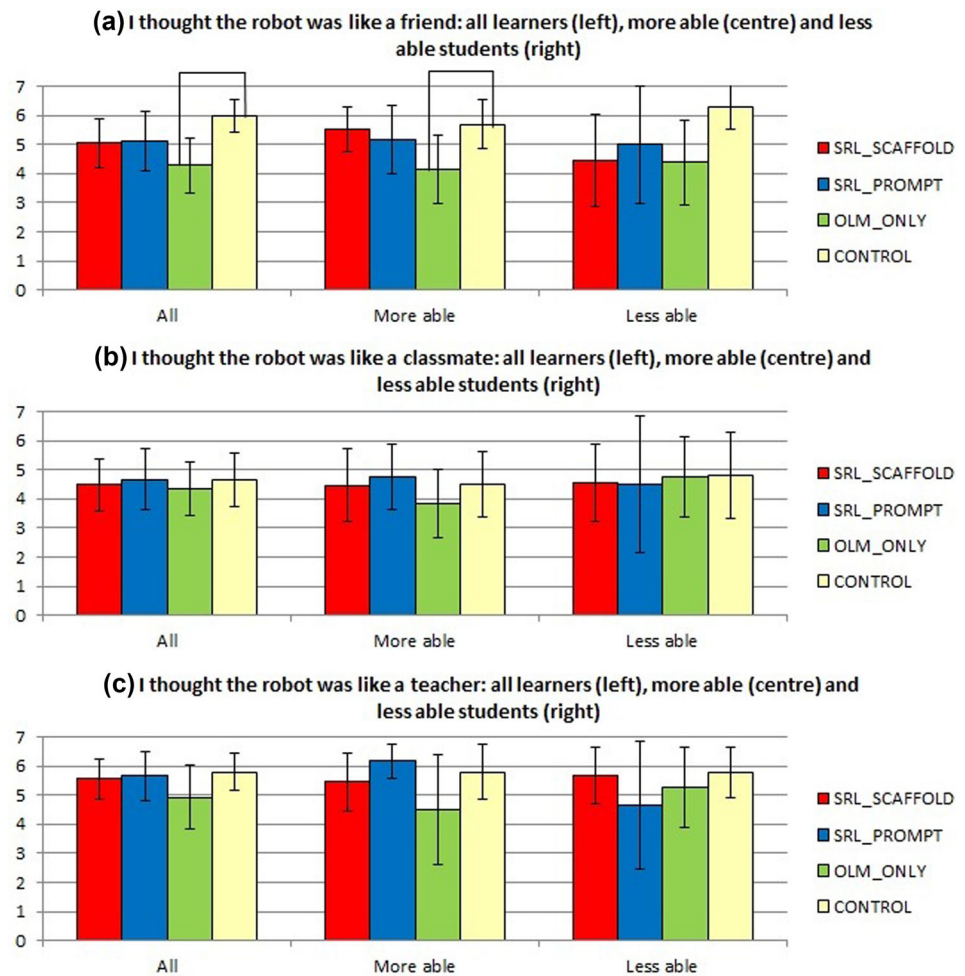 (a) I thought the robot was like a friend: all learners (left), more able (centre) and less
able students (right)
7
6
5
4
3
2
1
0
All
More able
Less able
SRL_SCAFFOLD
SRL_PROMPT
OLM_ONLY
CONTROL
(b) I thought the robot was like a classmate: all learners (left), more able (centre) and
less able students (right)
7
6
5
4
3
2
1
0
All
More able
Less able
SRL_SCAFFOLD
SRL_PROMPT
OLM_ONLY
CONTROL
(c) I thought the robot was like a teacher: all learners (left), more able (centre) and
less able students (right)
7
6
5
4
3
2
1
0
All
More able
Less able
SRL_SCAFFOLD
SRL_PROMPT
OLM_ONLY
CONTROL